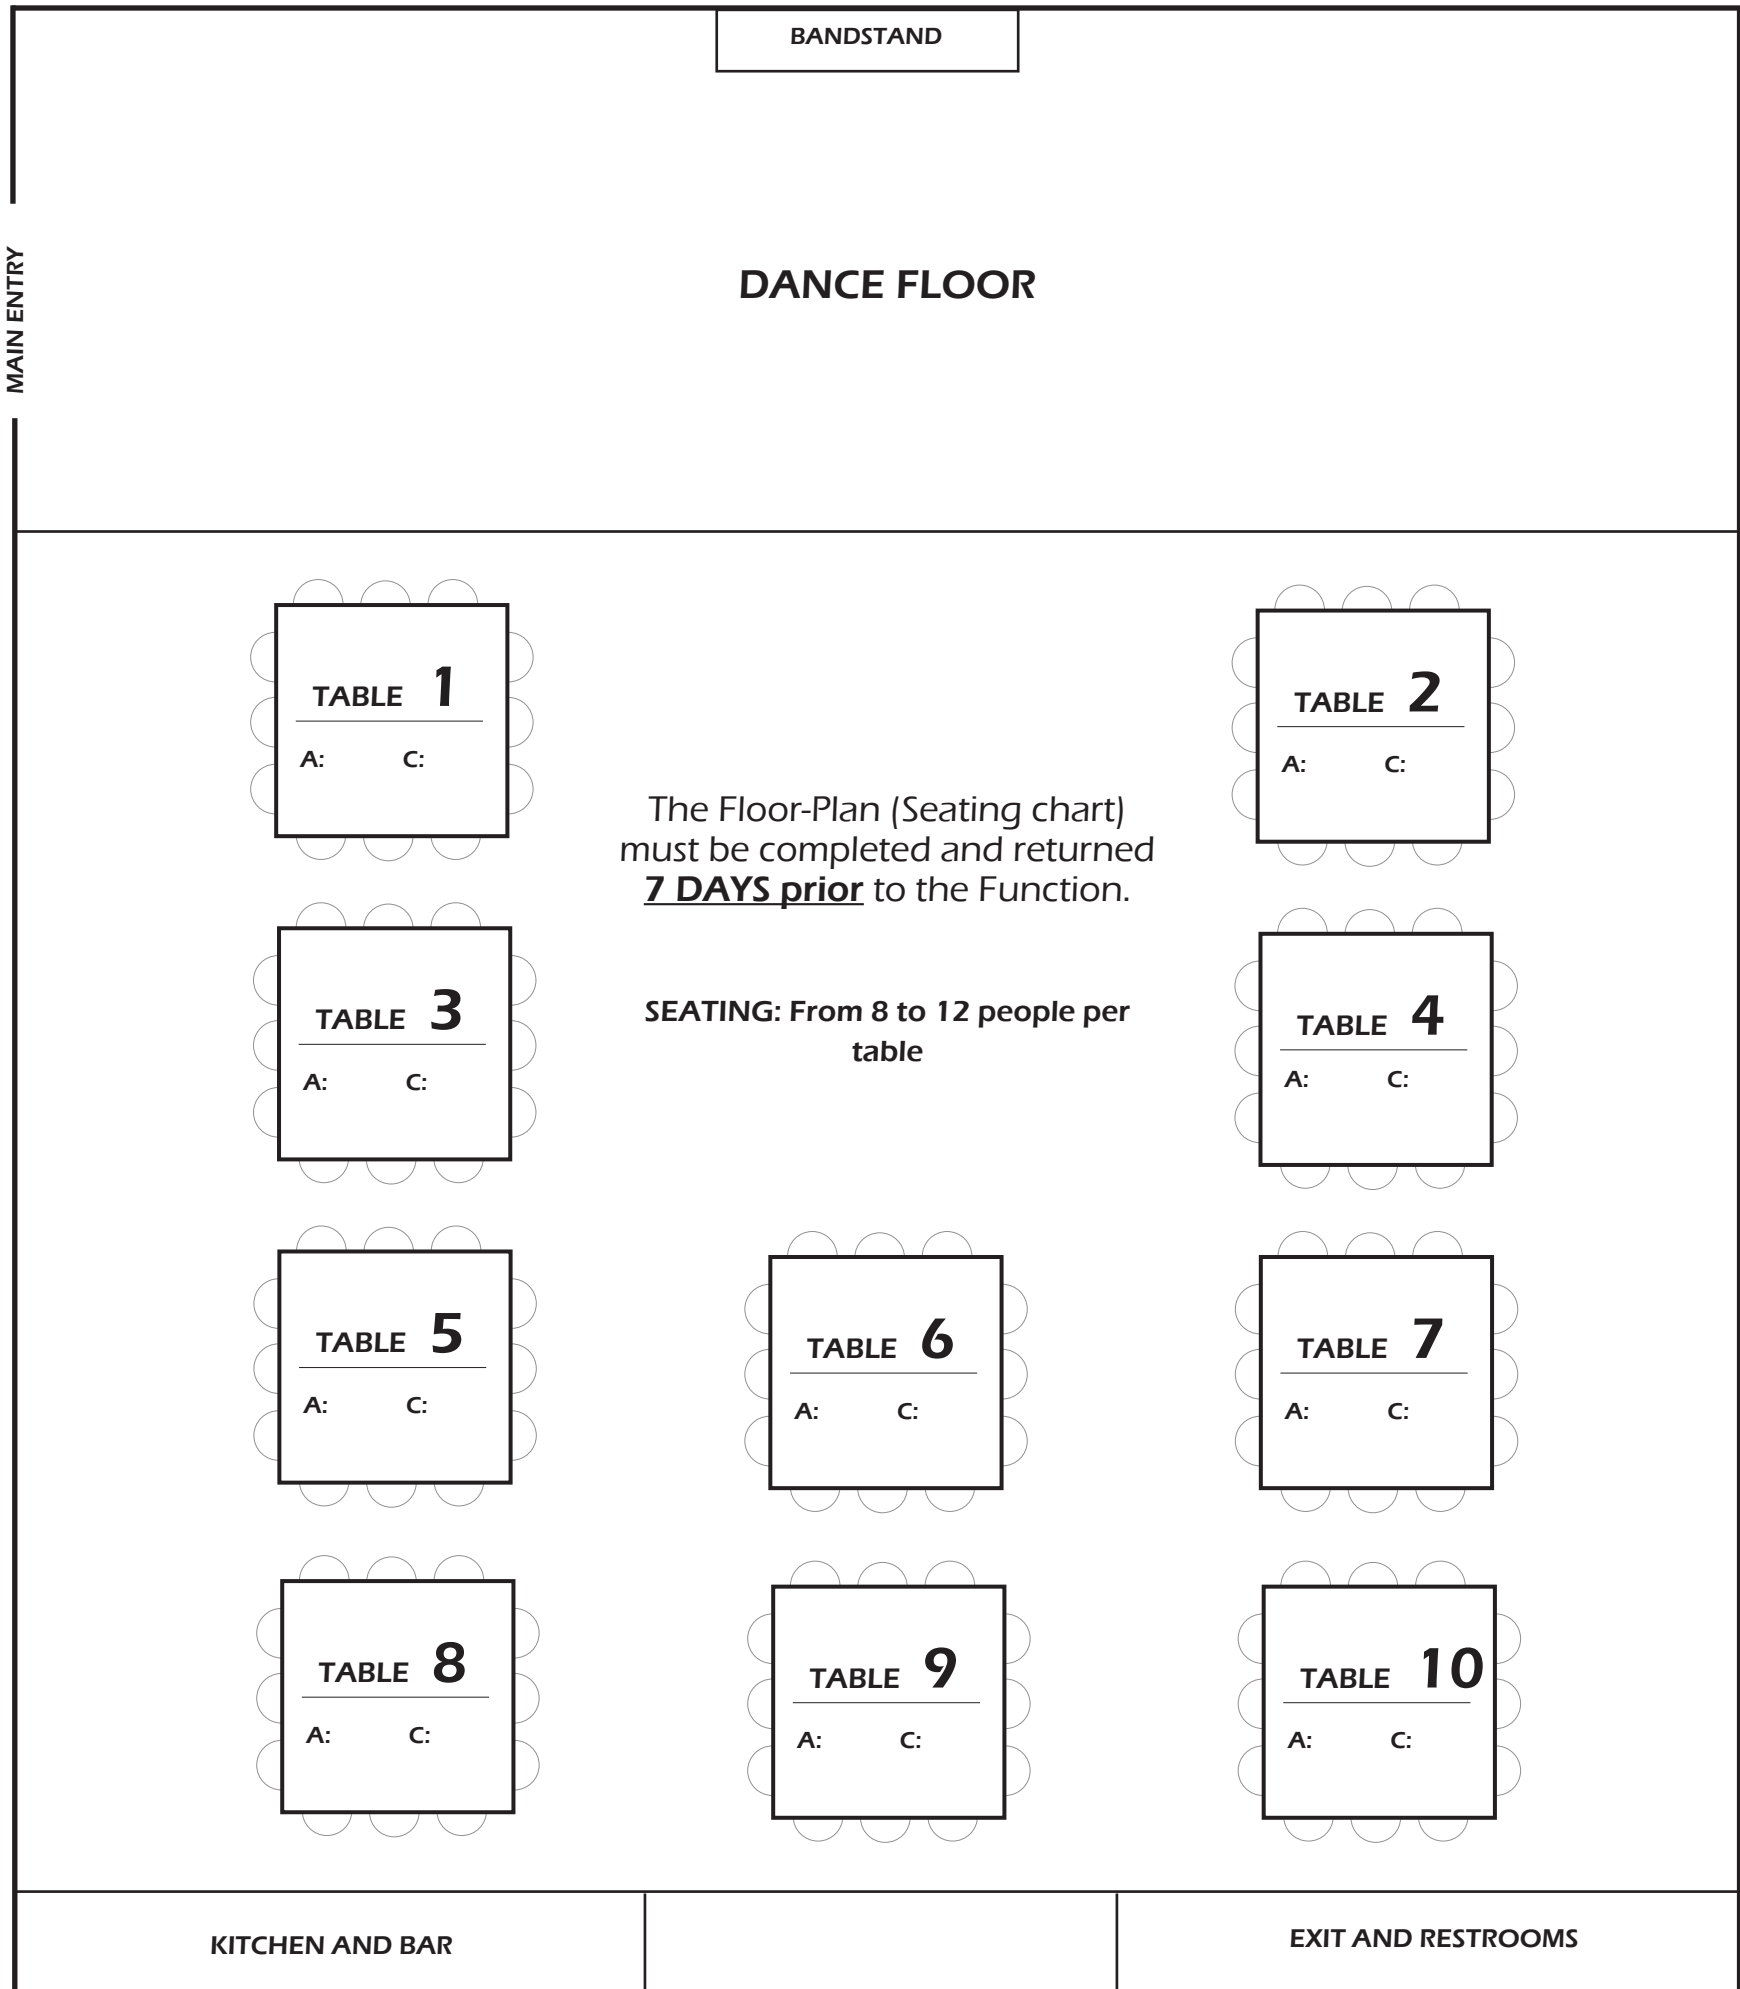 BANDSTAND
MAIN ENTRY
DANCE FLOOR
TABLE 1
A: C:
TABLE 2
A: C:
The Floor-Plan (Seating chart)
must be completed and returned
7 DAYS prior to the Function.
TABLE 3
A: C:
SEATING: From 8 to 12 people per
table
TABLE 4
A: C:
TABLE 5
A: C:
TABLE 6
A: C:
TABLE 7
A: C:
TABLE 8
A: C:
TABLE 9
A: C:
TABLE 10
A: C:
KITCHEN AND BAR
EXIT AND RESTROOMS